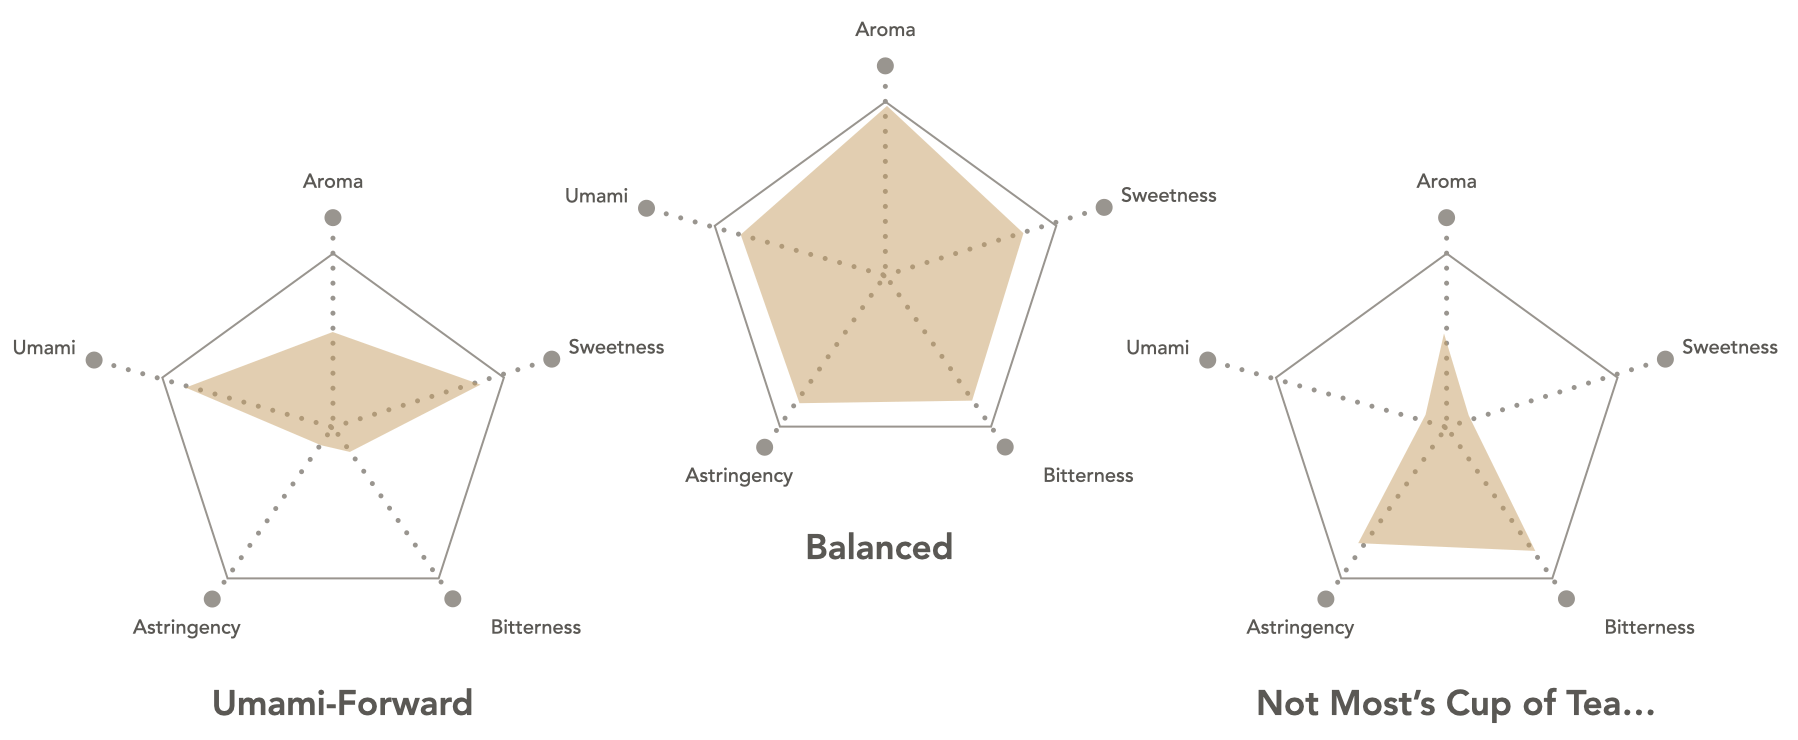 Aroma
Umami
Sweetness
Astringency
Bitterness
Umami-Forward
Aroma
Umami
Sweetness
Astringency
Bitterness
Balanced
Aroma
Umami
Sweetness
Astringency
Bitterness
Not Most’s Cup of Tea…